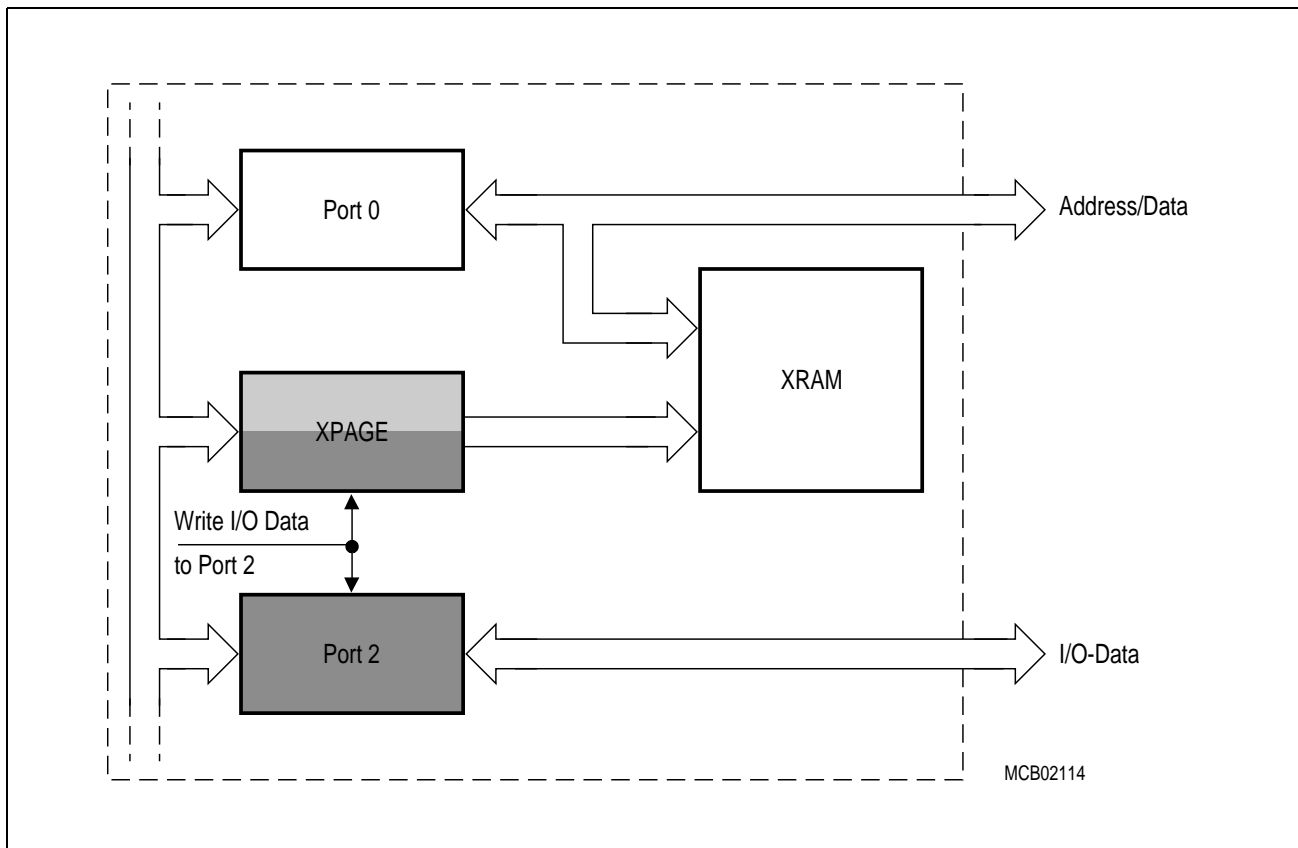 Port 0
Address/Data
XRAM
XPAGE
Write I/O Data
to Port 2
Port 2
I/O-Data
MCB02114